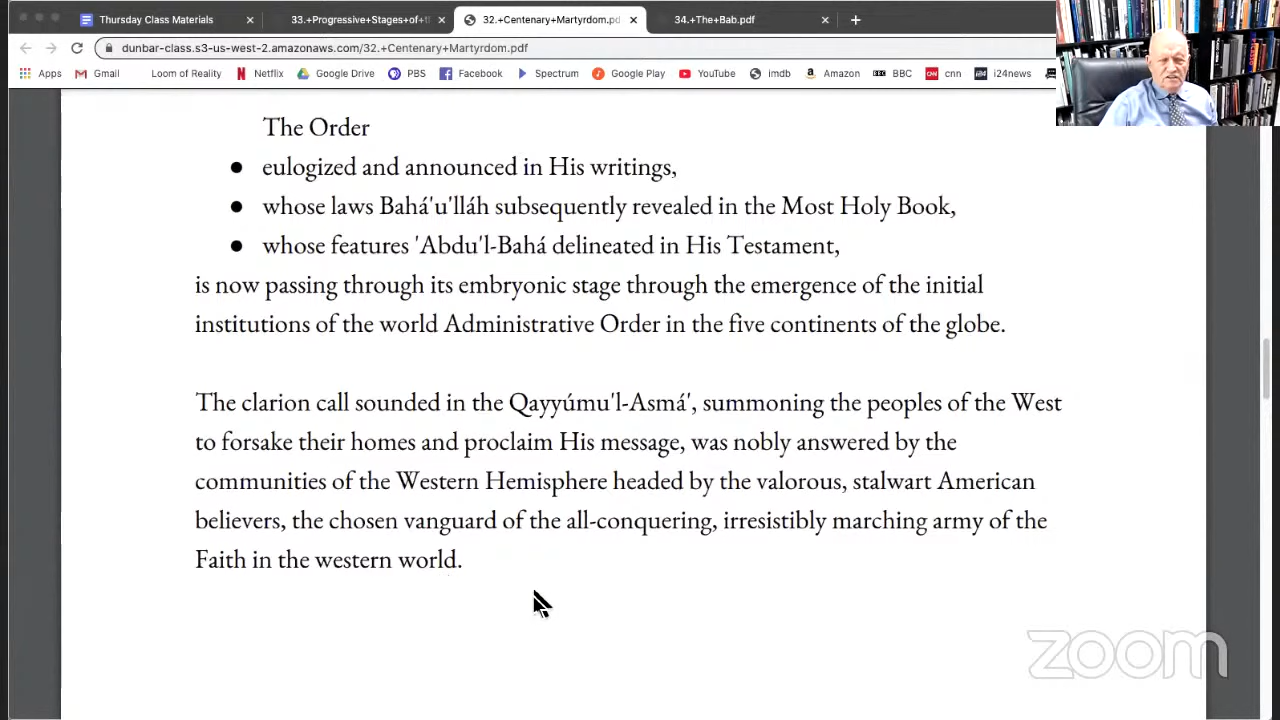 Thursday Class Materials
33.+Progressive+Stages+of+t
32.+Centenary+Martyrdom.pd
34.+The+Bab.pdf
dunbar-class.s3-us-west-2.amazonaws.com/32.+Centenary+Martyrdom.pdf
Apps Gmail Loom of Reality Netflix Google Drive PBS Facebook Spectrum Google Play YouTube imdb Amazon BBC cnn i24news
The Order
● eulogized and announced in His writings,
● whose laws Bahá'u'lláh subsequently revealed in the Most Holy Book,
● whose features 'Abdu'l-Bahá delineated in His Testament,
is now passing through its embryonic stage through the emergence of the initial
institutions of the world Administrative Order in the five continents of the globe.
The clarion call sounded in the Qayyúmu'l-Asmá', summoning the peoples of the West
to forsake their homes and proclaim His message, was nobly answered by the
communities of the Western Hemisphere headed by the valorous, stalwart American
believers, the chosen vanguard of the all-conquering, irresistibly marching army of the
Faith in the western world.
zoom